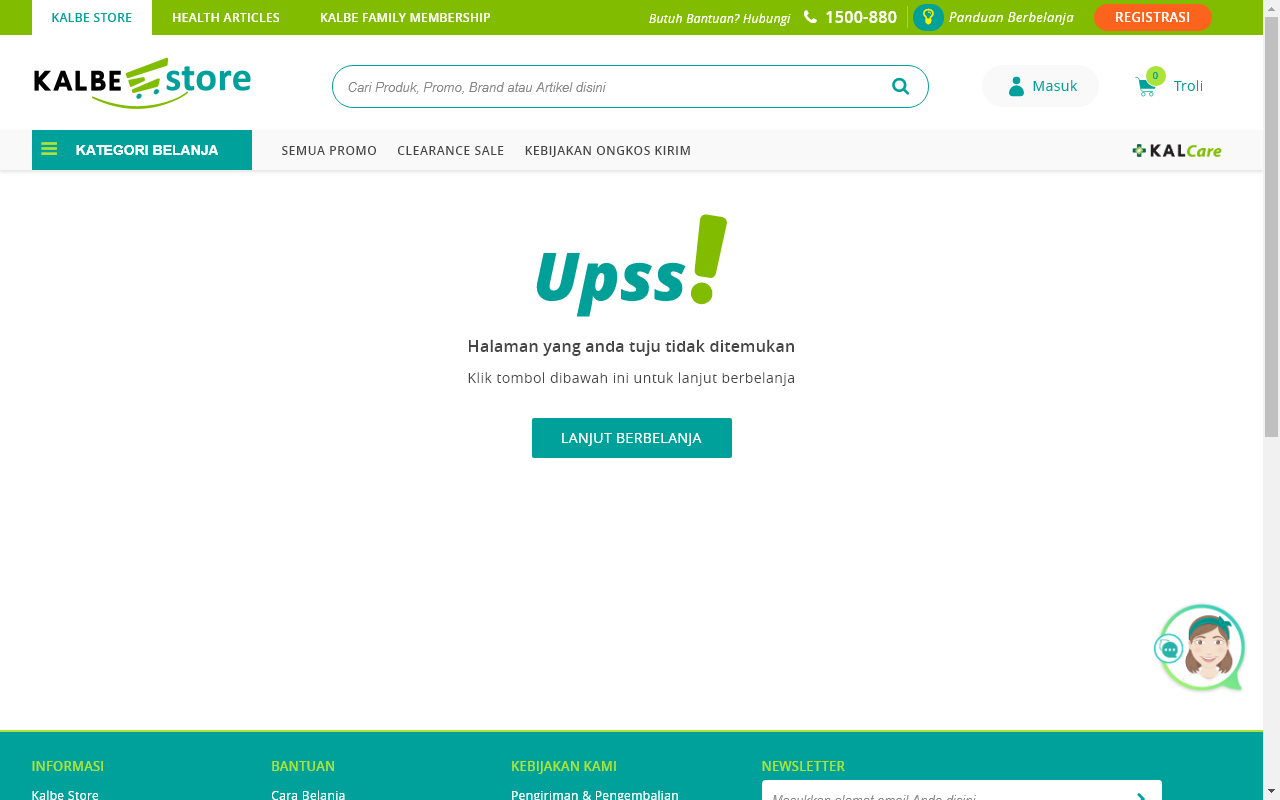 KALBE STORE HEALTH ARTICLES KALBE FAMILY MEMBERSHIP Butuh Bantuan? Hubungi 1500-880 Panduan Berbelanja REGISTRASI
KALBE store
Cari Produk, Promo, Brand atau Artikel disini
Masuk
0
Troli
KATEGORI BELANJA SEMUA PROMO CLEARANCE SALE KEBIJAKAN ONGKOS KIRIM KALCare
Upss!
Halaman yang anda tuju tidak ditemukan
Klik tombol dibawah ini untuk lanjut berbelanja
LANJUT BERBELANJA
INFORMASI BANTUAN KEBIJAKAN KAMI NEWSLETTER
Kalbe Store Cara Belanja Pengiriman & Pengembalian Masukkan alamat email Anda disini